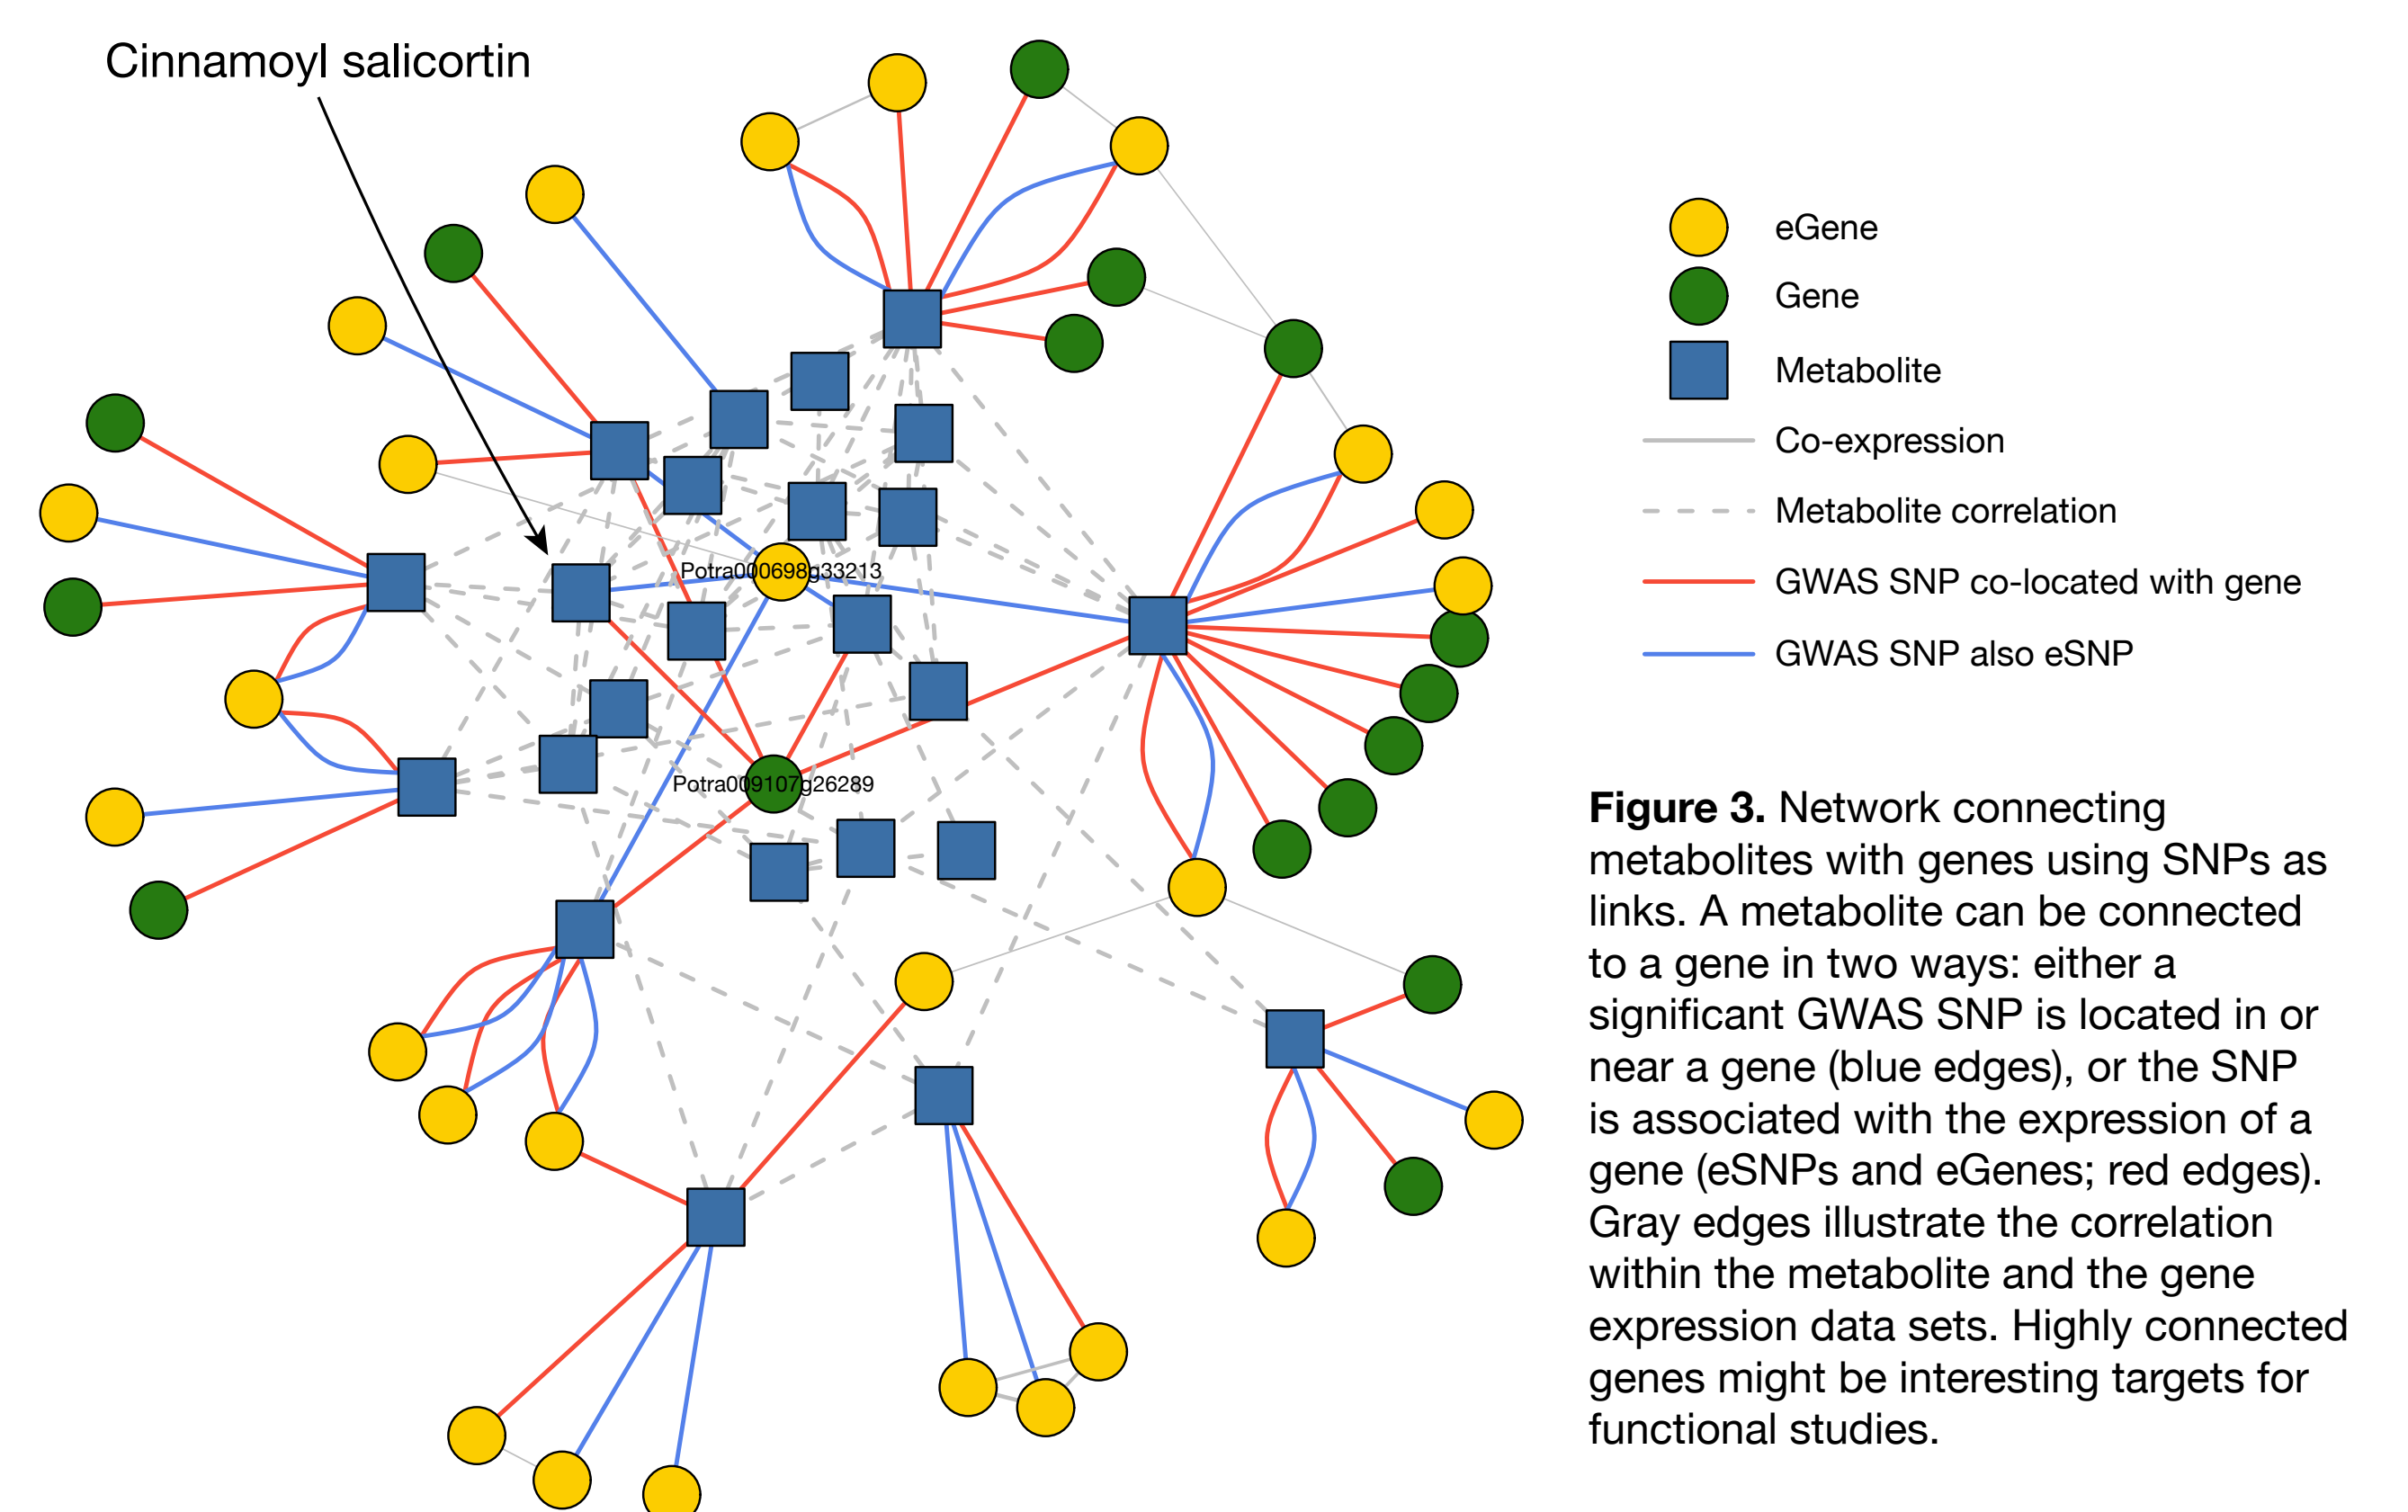 Cinnamoyl salicortin
Potra000698g33213
Potra009107g26289
eGene
Gene
Metabolite
Co-expression
Metabolite correlation
GWAS SNP co-located with gene
GWAS SNP also eSNP
Figure 3. Network connecting
metabolites with genes using SNPs as
links. A metabolite can be connected
to a gene in two ways: either a
significant GWAS SNP is located in or
near a gene (blue edges), or the SNP
is associated with the expression of a
gene (eSNPs and eGenes; red edges).
Gray edges illustrate the correlation
within the metabolite and the gene
expression data sets. Highly connected
genes might be interesting targets for
functional studies.